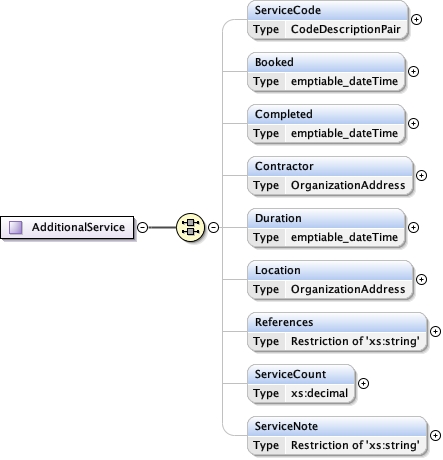 ServiceCode
Type CodeDescriptionPair
Booked
Type emptiable_dateTime
Completed
Type emptiable_dateTime
Contractor
Type OrganizationAddress
AdditionalService
Duration
Type emptiable_dateTime
Location
Type OrganizationAddress
References
Type Restriction of 'xs:string'
ServiceCount
Type xs:decimal
ServiceNote
Type Restriction of 'xs:string'